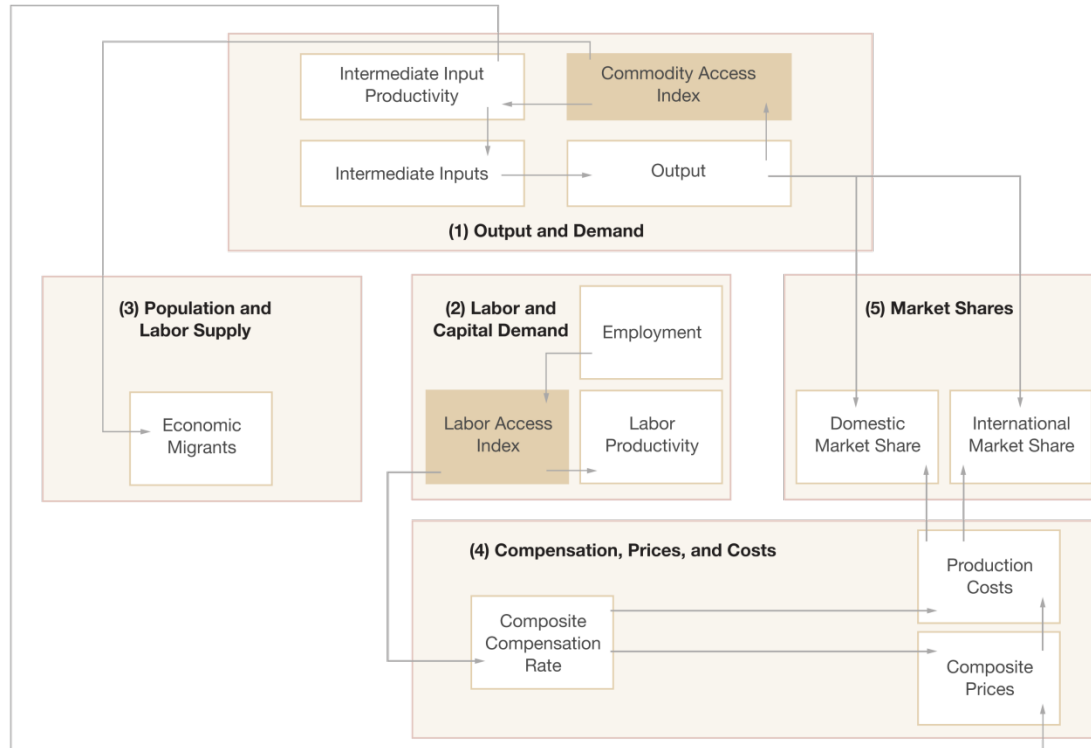 Intermediate Input
Productivity
Commodity Access
Index
Intermediate Inputs
Output
(1) Output and Demand
(3) Population and
Labor Supply
Economic
Migrants
(2) Labor and
Capital Demand
Employment
Labor Access
Index
Labor
Productivity
(5) Market Shares
Domestic
Market Share
International
Market Share
(4) Compensation, Prices, and Costs
Production
Costs
Composite
Compensation
Rate
Composite
Prices